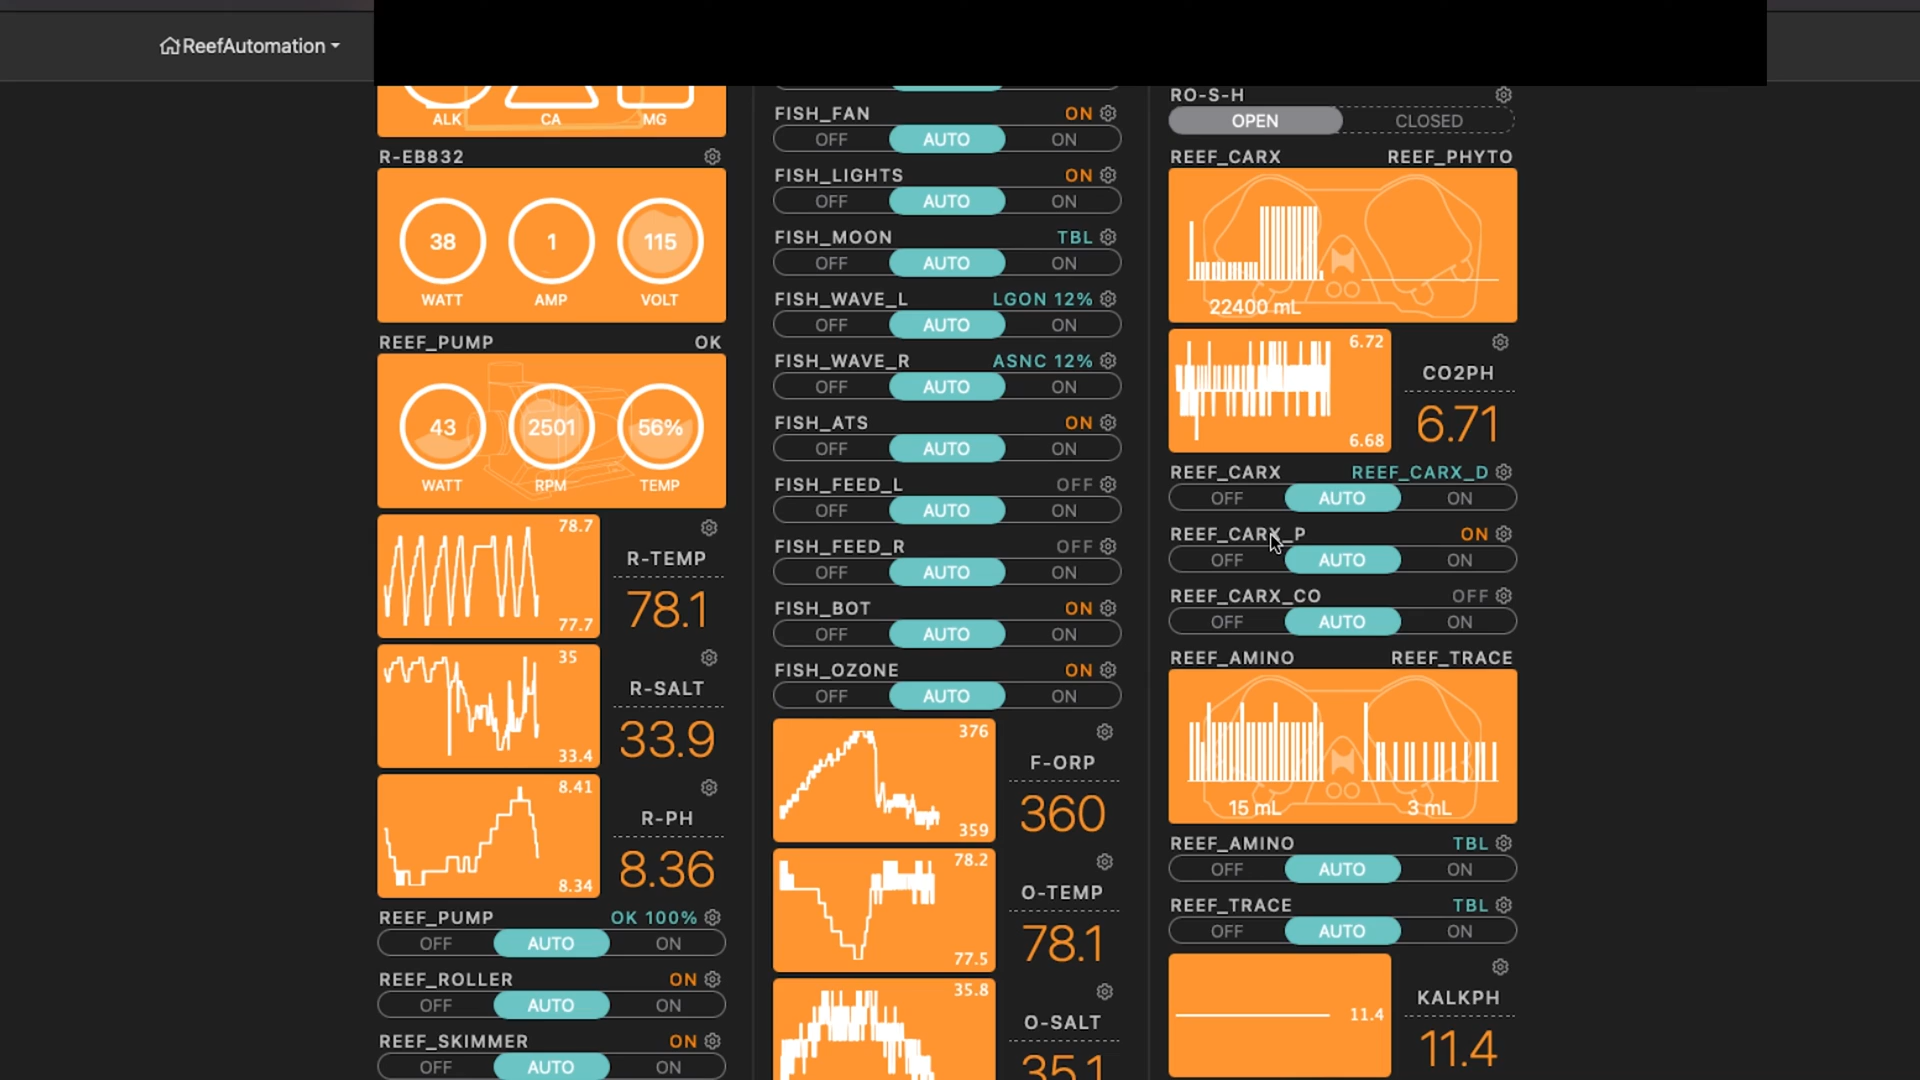 ReefAutomation
ALK CA MG
R-EB832
38 1 115
WATT AMP VOLT
REEF_PUMP OK
43 2501 56%
WATT RPM TEMP
78.7
R-TEMP
78.1
77.7
35
R-SALT
33.9
33.4
8.41
R-PH
8.36
8.34
REEF_PUMP OK 100%
OFF AUTO ON
REEF_ROLLER ON
OFF AUTO ON
REEF_SKIMMER ON
OFF AUTO ON
FISH_FAN ON
OFF AUTO ON
FISH_LIGHTS ON
OFF AUTO ON
FISH_MOON TBL
OFF AUTO ON
FISH_WAVE_L LGON 12%
OFF AUTO ON
FISH_WAVE_R ASNC 12%
OFF AUTO ON
FISH_ATS ON
OFF AUTO ON
FISH_FEED_L OFF
OFF AUTO ON
FISH_FEED_R OFF
OFF AUTO ON
FISH_BOT ON
OFF AUTO ON
FISH_OZONE ON
OFF AUTO ON
376
F-ORP
360
359
78.2
O-TEMP
78.1
77.5
35.8
O-SALT
35.1
RO-S-H
OPEN CLOSED
REEF_CARX REEF_PHYTO
22400 mL
6.72
CO2PH
6.71
6.68
REEF_CARX REEF_CARX_D
OFF AUTO ON
REEF_CARX_P ON
OFF AUTO ON
REEF_CARX_CO OFF
OFF AUTO ON
REEF_AMINO REEF_TRACE
15 mL 3 mL
REEF_AMINO TBL
OFF AUTO ON
REEF_TRACE TBL
OFF AUTO ON
KALKPH
11.4
11.4